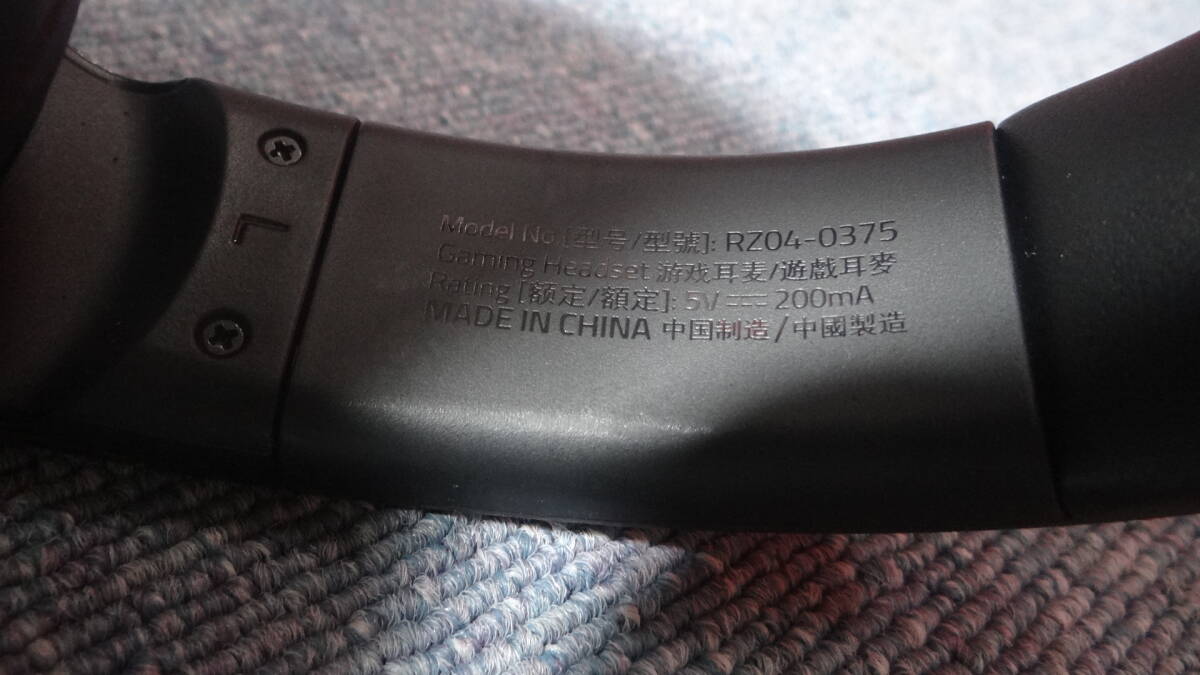 L
Model No [型号/型號]: RZ04-0375
Gaming Headset 游戏耳麦/遊戲耳麥
Rating [额定/額定]: 5V ⎓ 200mA
MADE IN CHINA 中国制造/中國製造